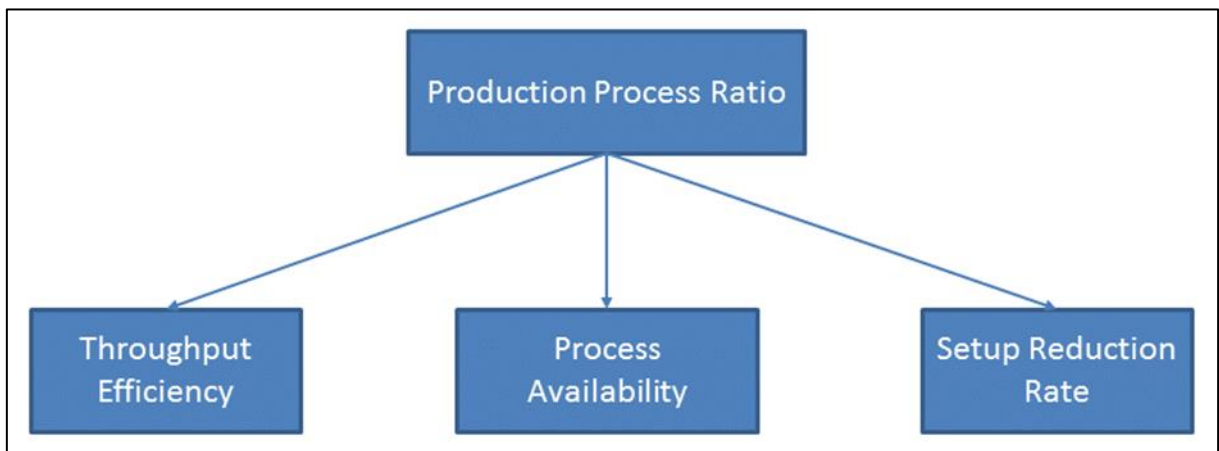 Production Process Ratio
Throughput
Efficiency
Process
Availability
Setup Reduction
Rate